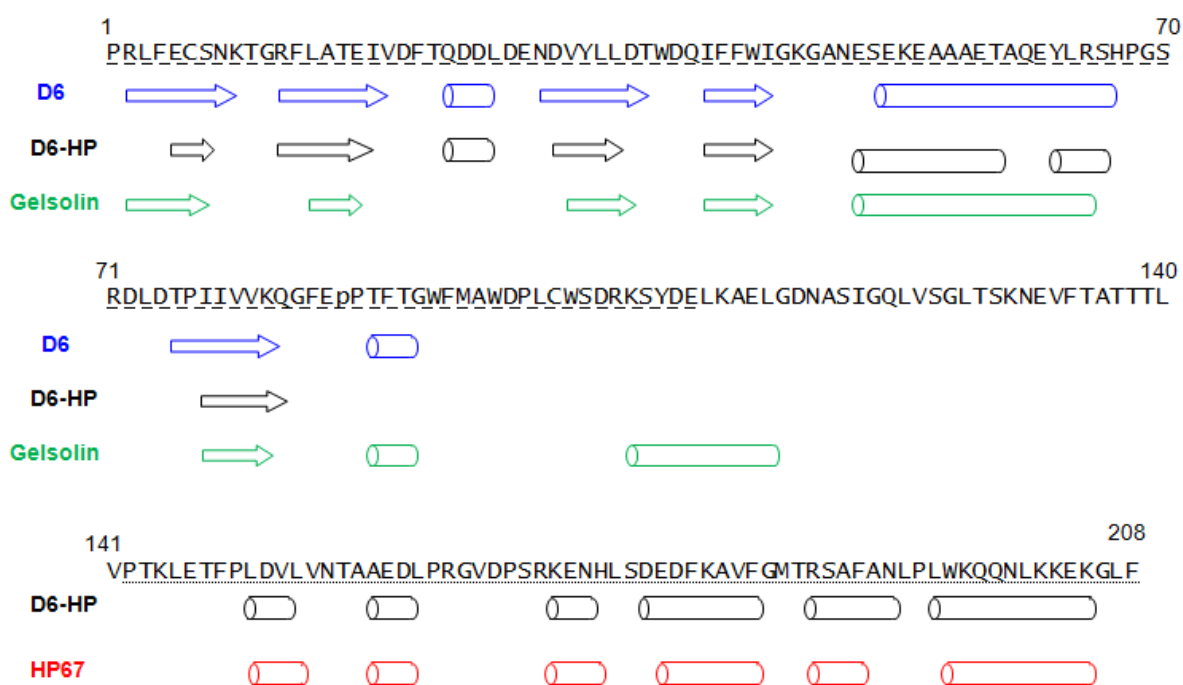 1 70
PRLFECSNKTGRFLATEIVDFTQDDLDENDVYLLDTWDQIFFWIGKGANESEKEAAAETAQEYLRSHPGS
D6
D6-HP
Gelsolin
71 140
RDLDTPIIVVKQGFEpPTFTGWFMAWDPLCWSDRKSYDELKAELGDNASIGQLVSGLTSKNEVFTATTTL
D6
D6-HP
Gelsolin
141 208
VPTKLETFPLDVLVNTAAEDLPRGVDPSRKENHLSDEDFKAVFGMTRSAFANLPLWKQQNLKKEKGLF
D6-HP
HP67